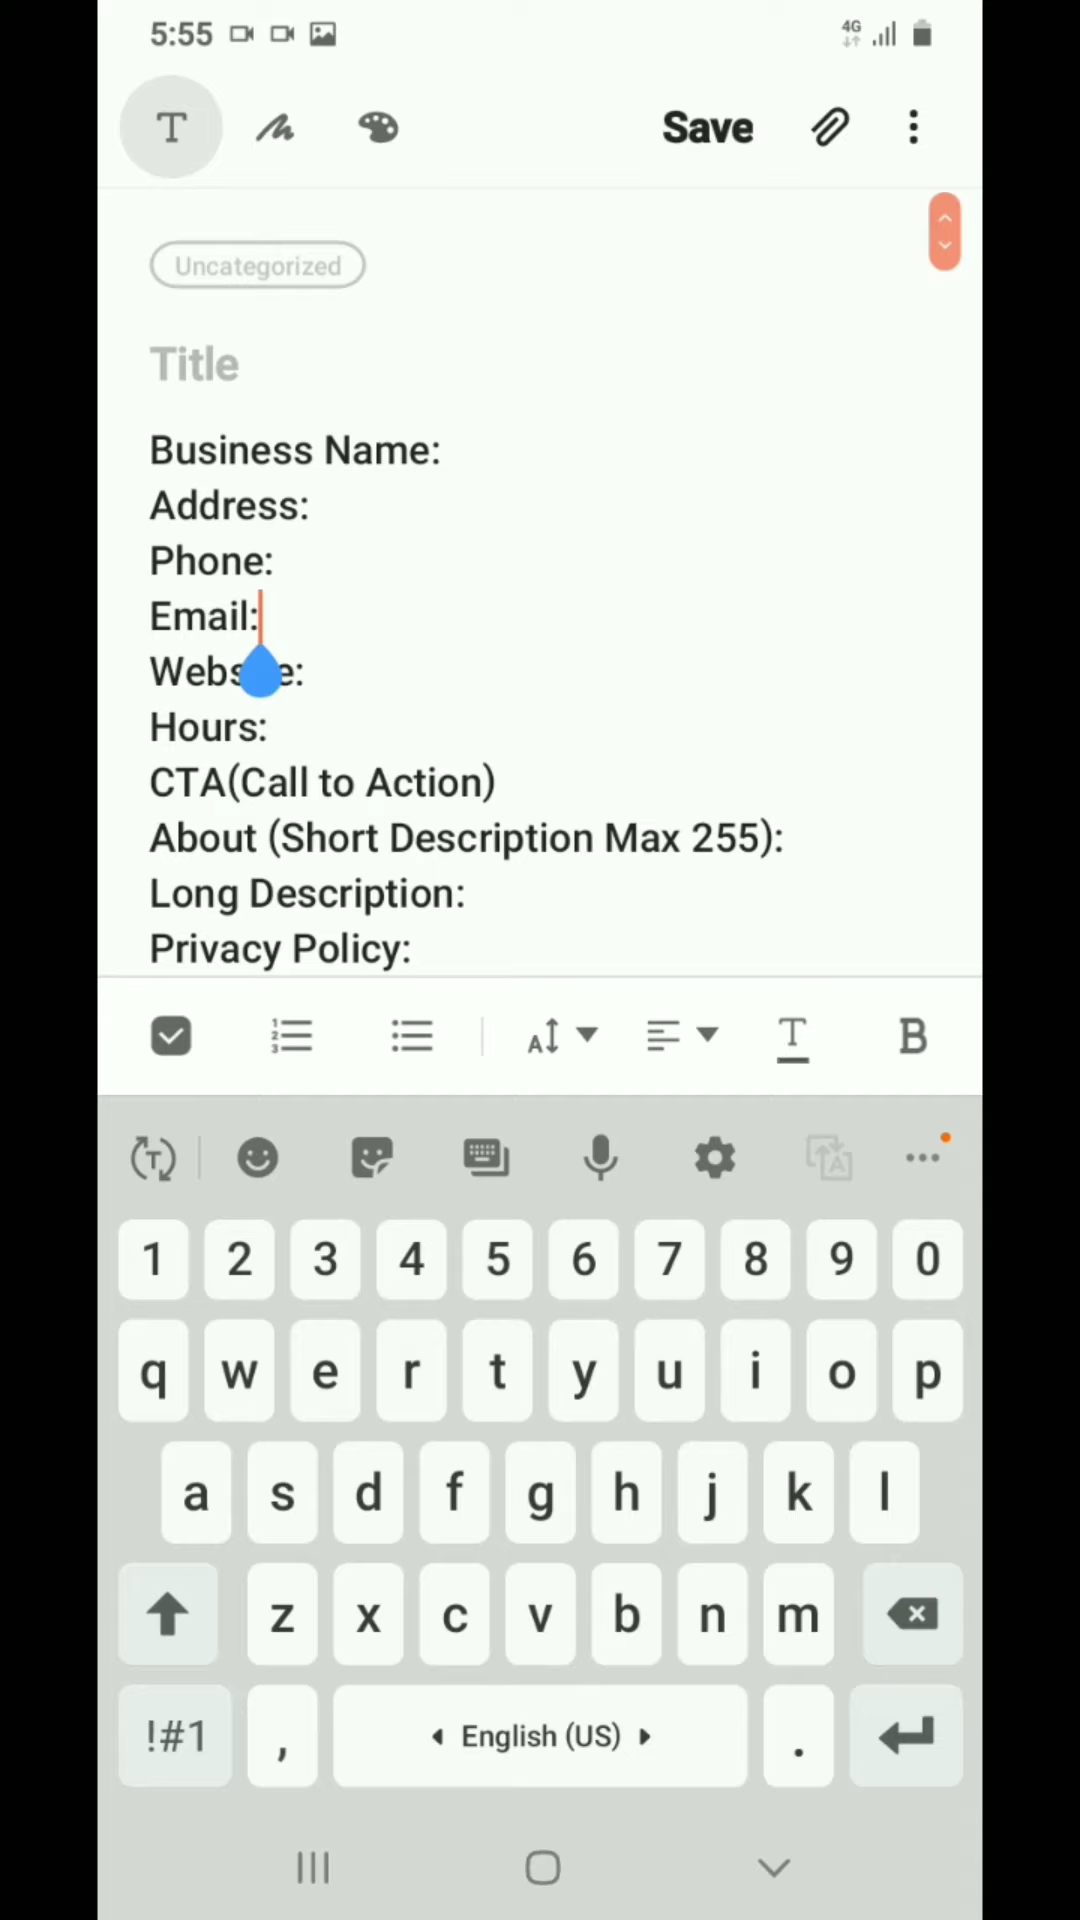 5:55
4G
T
Save
Uncategorized
Title
Business Name:
Address:
Phone:
Email:
Website:
Hours:
CTA(Call to Action)
About (Short Description Max 255):
Long Description:
Privacy Policy:
A T B
T A
1 2 3 4 5 6 7 8 9 0
q w e r t y u i o p
a s d f g h j k l
z x c v b n m
!#1 , English (US) .